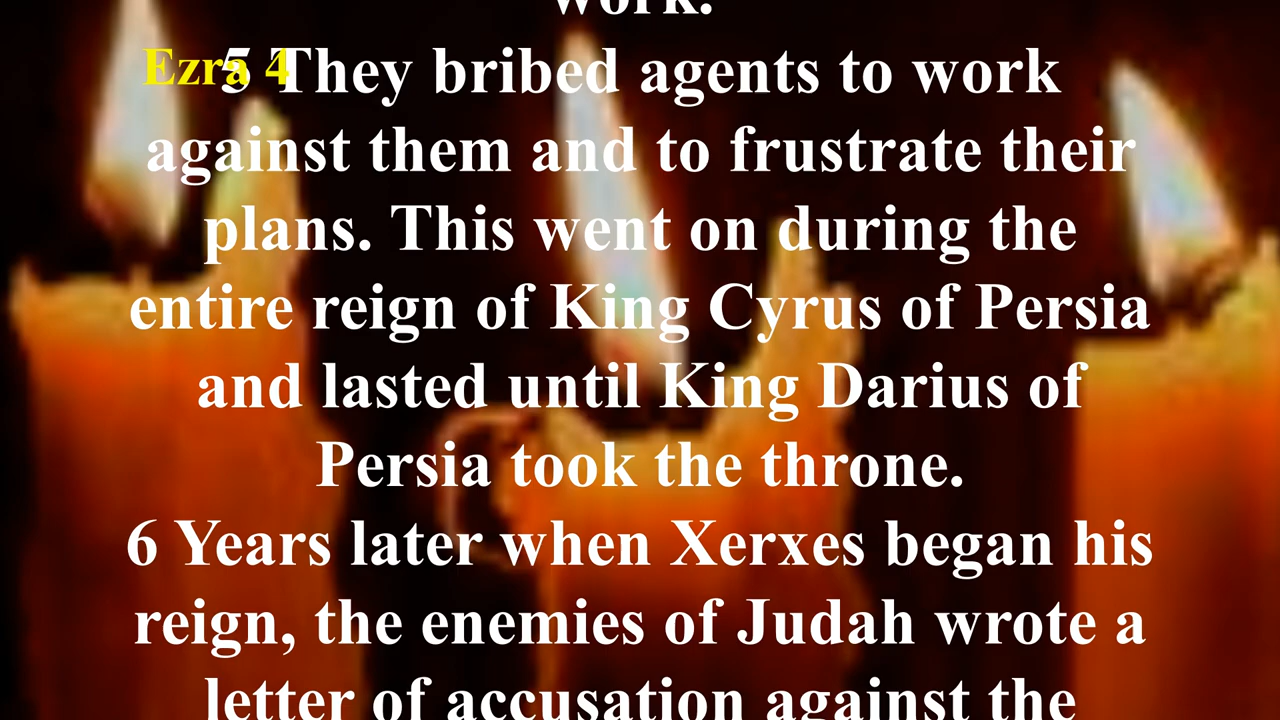 work.
Ezra 4
5 They bribed agents to work
against them and to frustrate their
plans. This went on during the
entire reign of King Cyrus of Persia
and lasted until King Darius of
Persia took the throne.
6 Years later when Xerxes began his
reign, the enemies of Judah wrote a
letter of accusation against the